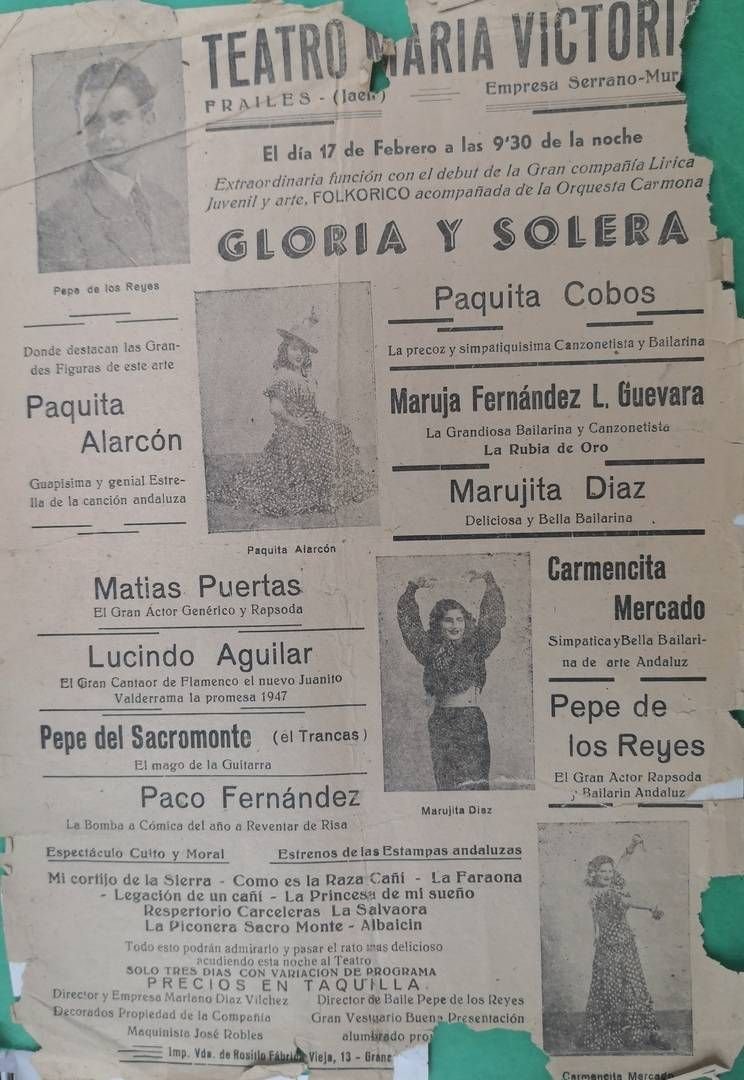 TEATRO MARIA VICTORI
FRAILES - (Jaen)
Empresa Serrano-Mur
El día 17 de Febrero a las 9'30 de la noche
Extraordinaria función con el debut de la Gran compañía Lirica
Juvenil y arte, FOLKORICO acompañada de la Orquesta Carmona
GLORIA Y SOLERA
Pepe de los Reyes
Donde destacan las Gran-
des Figuras de este arte
Paquita
Alarcón
Guapisima y genial Estre-
lla de la canción andaluza
Paquita Alarcón
Paquita Cobos
La precoz y simpatiquisima Canzonetista y Bailarina
Maruja Fernández L. Guevara
La Grandiosa Bailarina y Canzonetista
La Rubia de Oro
Marujita Diaz
Deliciosa y Bella Bailarina
Matias Puertas
El Gran Actor Genérico y Rapsoda
Lucindo Aguilar
El Gran Cantaor de Flamenco el nuevo Juanito
Valderrama la promesa 1947
Pepe del Sacromonte (él Trancas)
El mago de la Guitarra
Paco Fernández
La Bomba a Cómica del año a Reventar de Risa
Marujita Diaz
Carmencita
Mercado
Simpatica y Bella Bailari-
na de arte Andaluz
Pepe de
los Reyes
El Gran Actor Rapsoda
y Bailarin Andaluz
Espectáculo Culto y Moral
Estrenos de las Estampas andaluzas
Mi cortijo de la Sierra - Como es la Raza Cañí - La Faraona
- Legación de un cañí - La Princesa de mi sueño
Respertorio Carceleras La Salvaora
La Piconera Sacro Monte - Albaicin
Todo esto podrán admirarlo y pasar el rato mas delicioso
acudiendo esta noche al Teatro
SOLO TRES DIAS CON VARIACION DE PROGRAMA
PRECIOS EN TAQUILLA
Director y Empresa Mariano Diaz Vilchez
Director de Baile Pepe de los Reyes
Decorados Propiedad de la Compañía
Gran Vestuario Buena Presentación
Maquinista José Robles
alumbrado pro
Imp. Vda. de Rosillo Fábrica Vieja, 13 - Grana
Carmencita Mercado